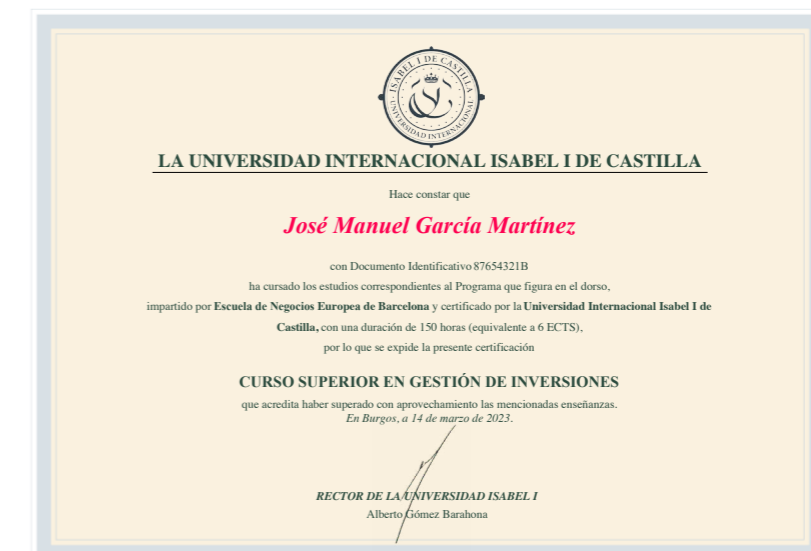 ISABEL I DE CASTILLA
UNIVERSIDAD INTERNACIONAL
LA UNIVERSIDAD INTERNACIONAL ISABEL I DE CASTILLA
Hace constar que
José Manuel García Martínez
con Documento Identificativo 87654321B
ha cursado los estudios correspondientes al Programa que figura en el dorso,
impartido por Escuela de Negocios Europea de Barcelona y certificado por la Universidad Internacional Isabel I de
Castilla, con una duración de 150 horas (equivalente a 6 ECTS),
por lo que se expide la presente certificación
CURSO SUPERIOR EN GESTIÓN DE INVERSIONES
que acredita haber superado con aprovechamiento las mencionadas enseñanzas.
En Burgos, a 14 de marzo de 2023.
RECTOR DE LA UNIVERSIDAD ISABEL I
Alberto Gómez Barahona